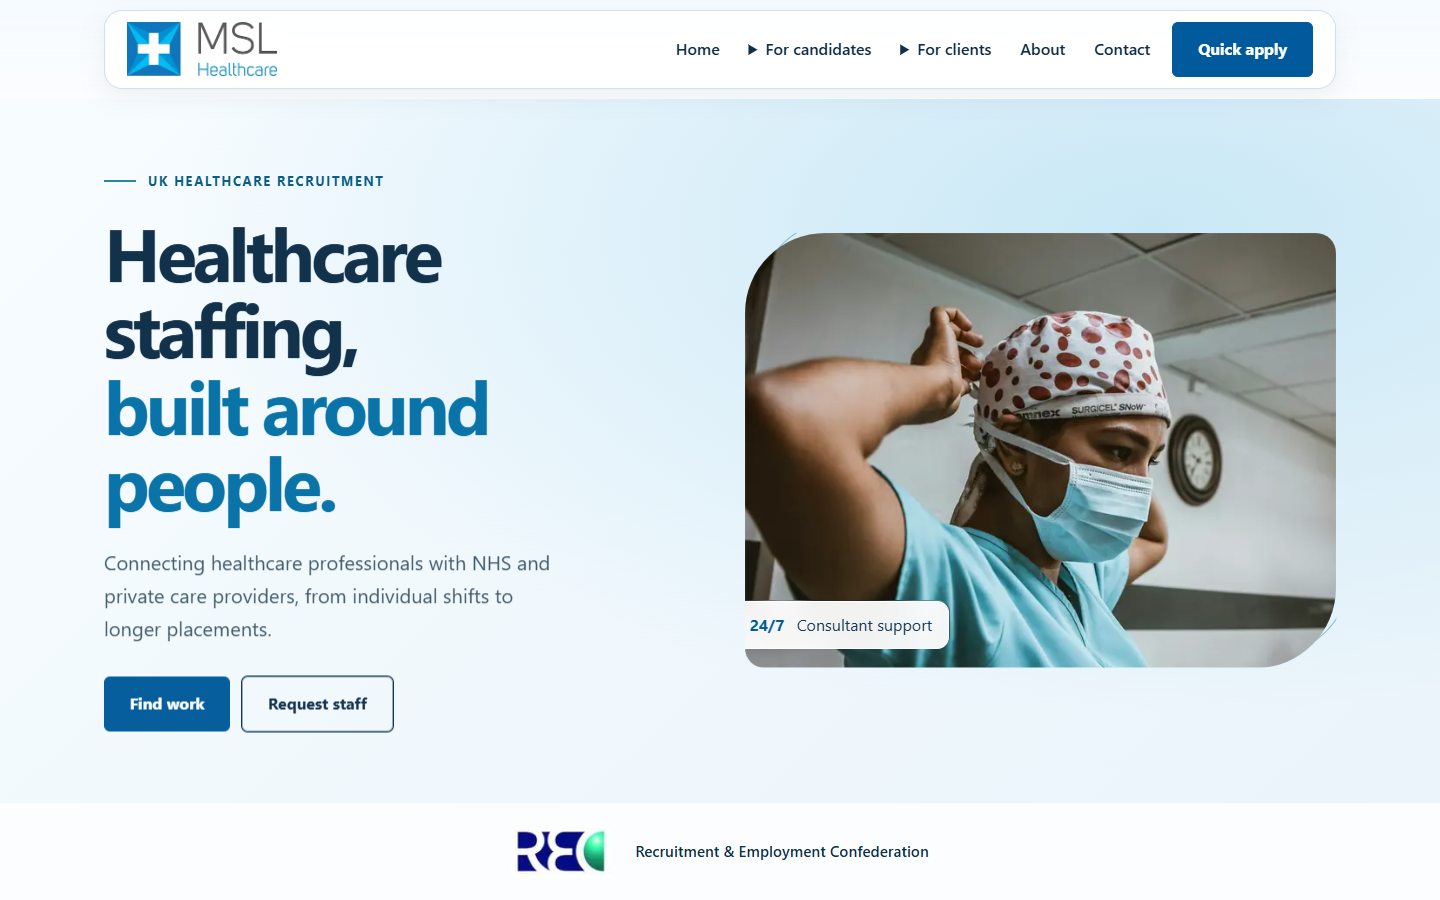 MSL
Healthcare
Home
For candidates
For clients
About
Contact
Quick apply
UK HEALTHCARE RECRUITMENT
Healthcare
staffing,
built around
people.
Connecting healthcare professionals with NHS and
private care providers, from individual shifts to
longer placements.
Find work
Request staff
SURGICEL SNoW
24/7 Consultant support
REC
Recruitment & Employment Confederation